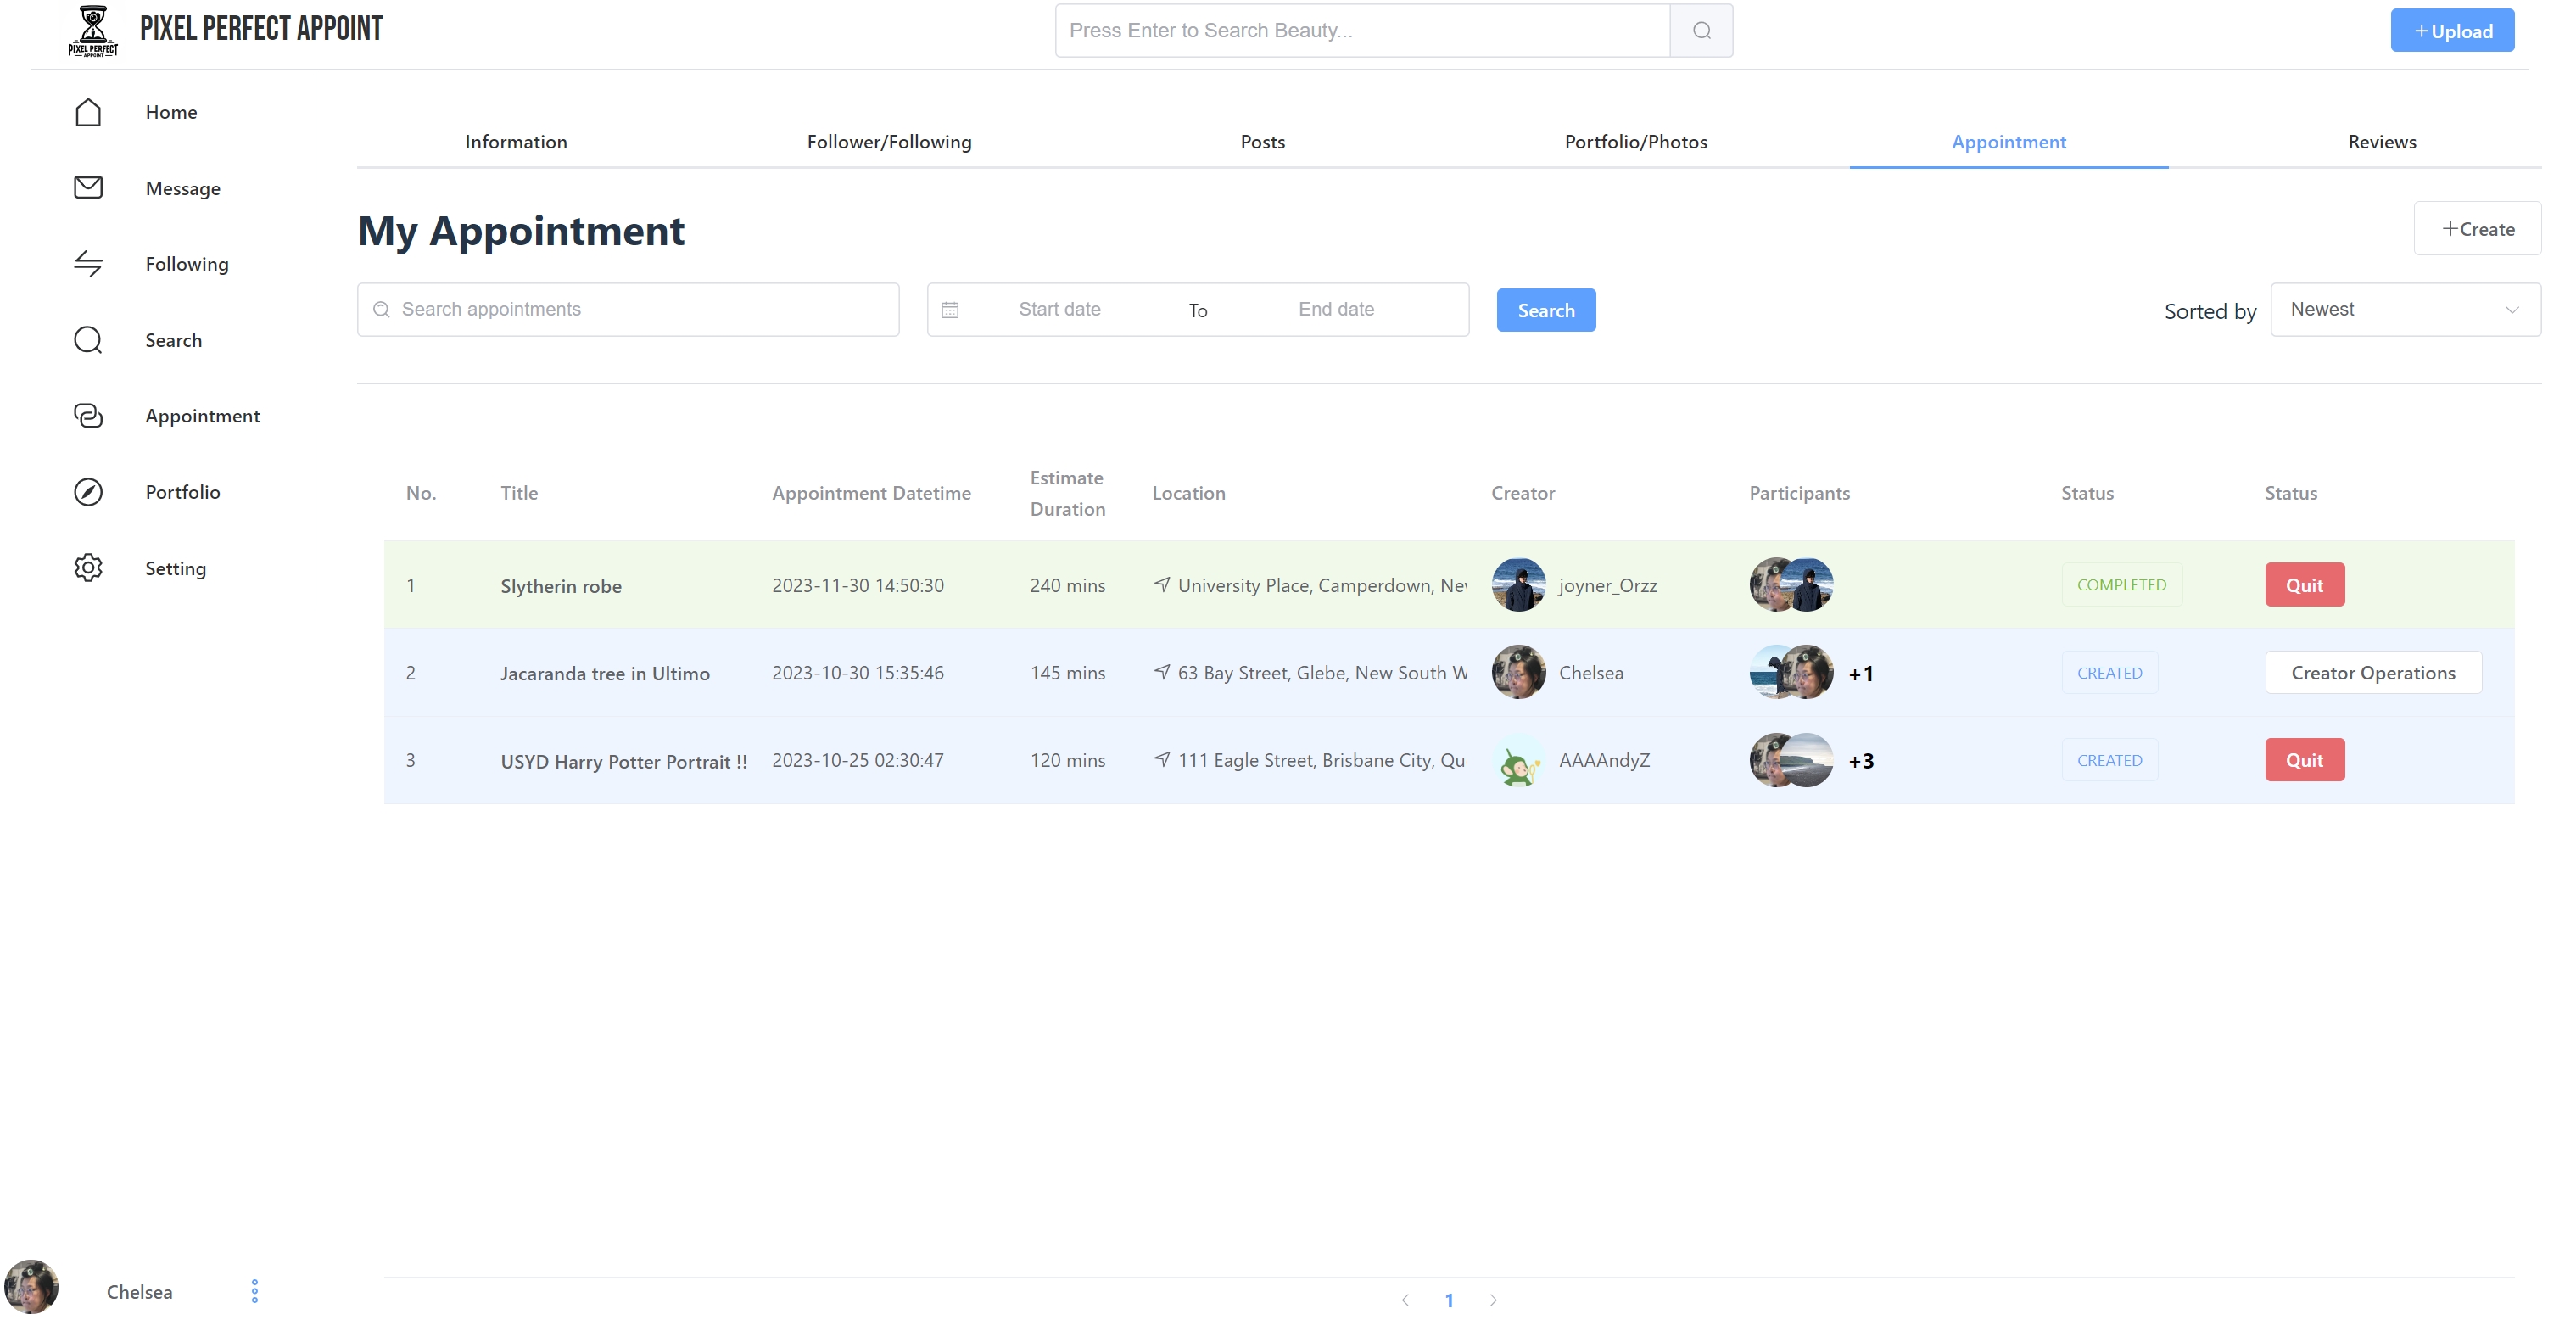 PIXEL PERFECT
APPOINT
PIXEL PERFECT APPOINT
Press Enter to Search Beauty...
+Upload
Home
Message
Following
Search
Appointment
Portfolio
Setting
Information
Follower/Following
Posts
Portfolio/Photos
Appointment
Reviews
My Appointment
+Create
Search appointments
Start date To End date
Search
Sorted by Newest
No. Title Appointment Datetime Estimate Duration Location Creator Participants Status Status
1 Slytherin robe 2023-11-30 14:50:30 240 mins University Place, Camperdown, Nev joyner_Orzz COMPLETED Quit
2 Jacaranda tree in Ultimo 2023-10-30 15:35:46 145 mins 63 Bay Street, Glebe, New South W Chelsea +1 CREATED Creator Operations
3 USYD Harry Potter Portrait !! 2023-10-25 02:30:47 120 mins 111 Eagle Street, Brisbane City, Qu AAAAndyZ +3 CREATED Quit
Chelsea
1